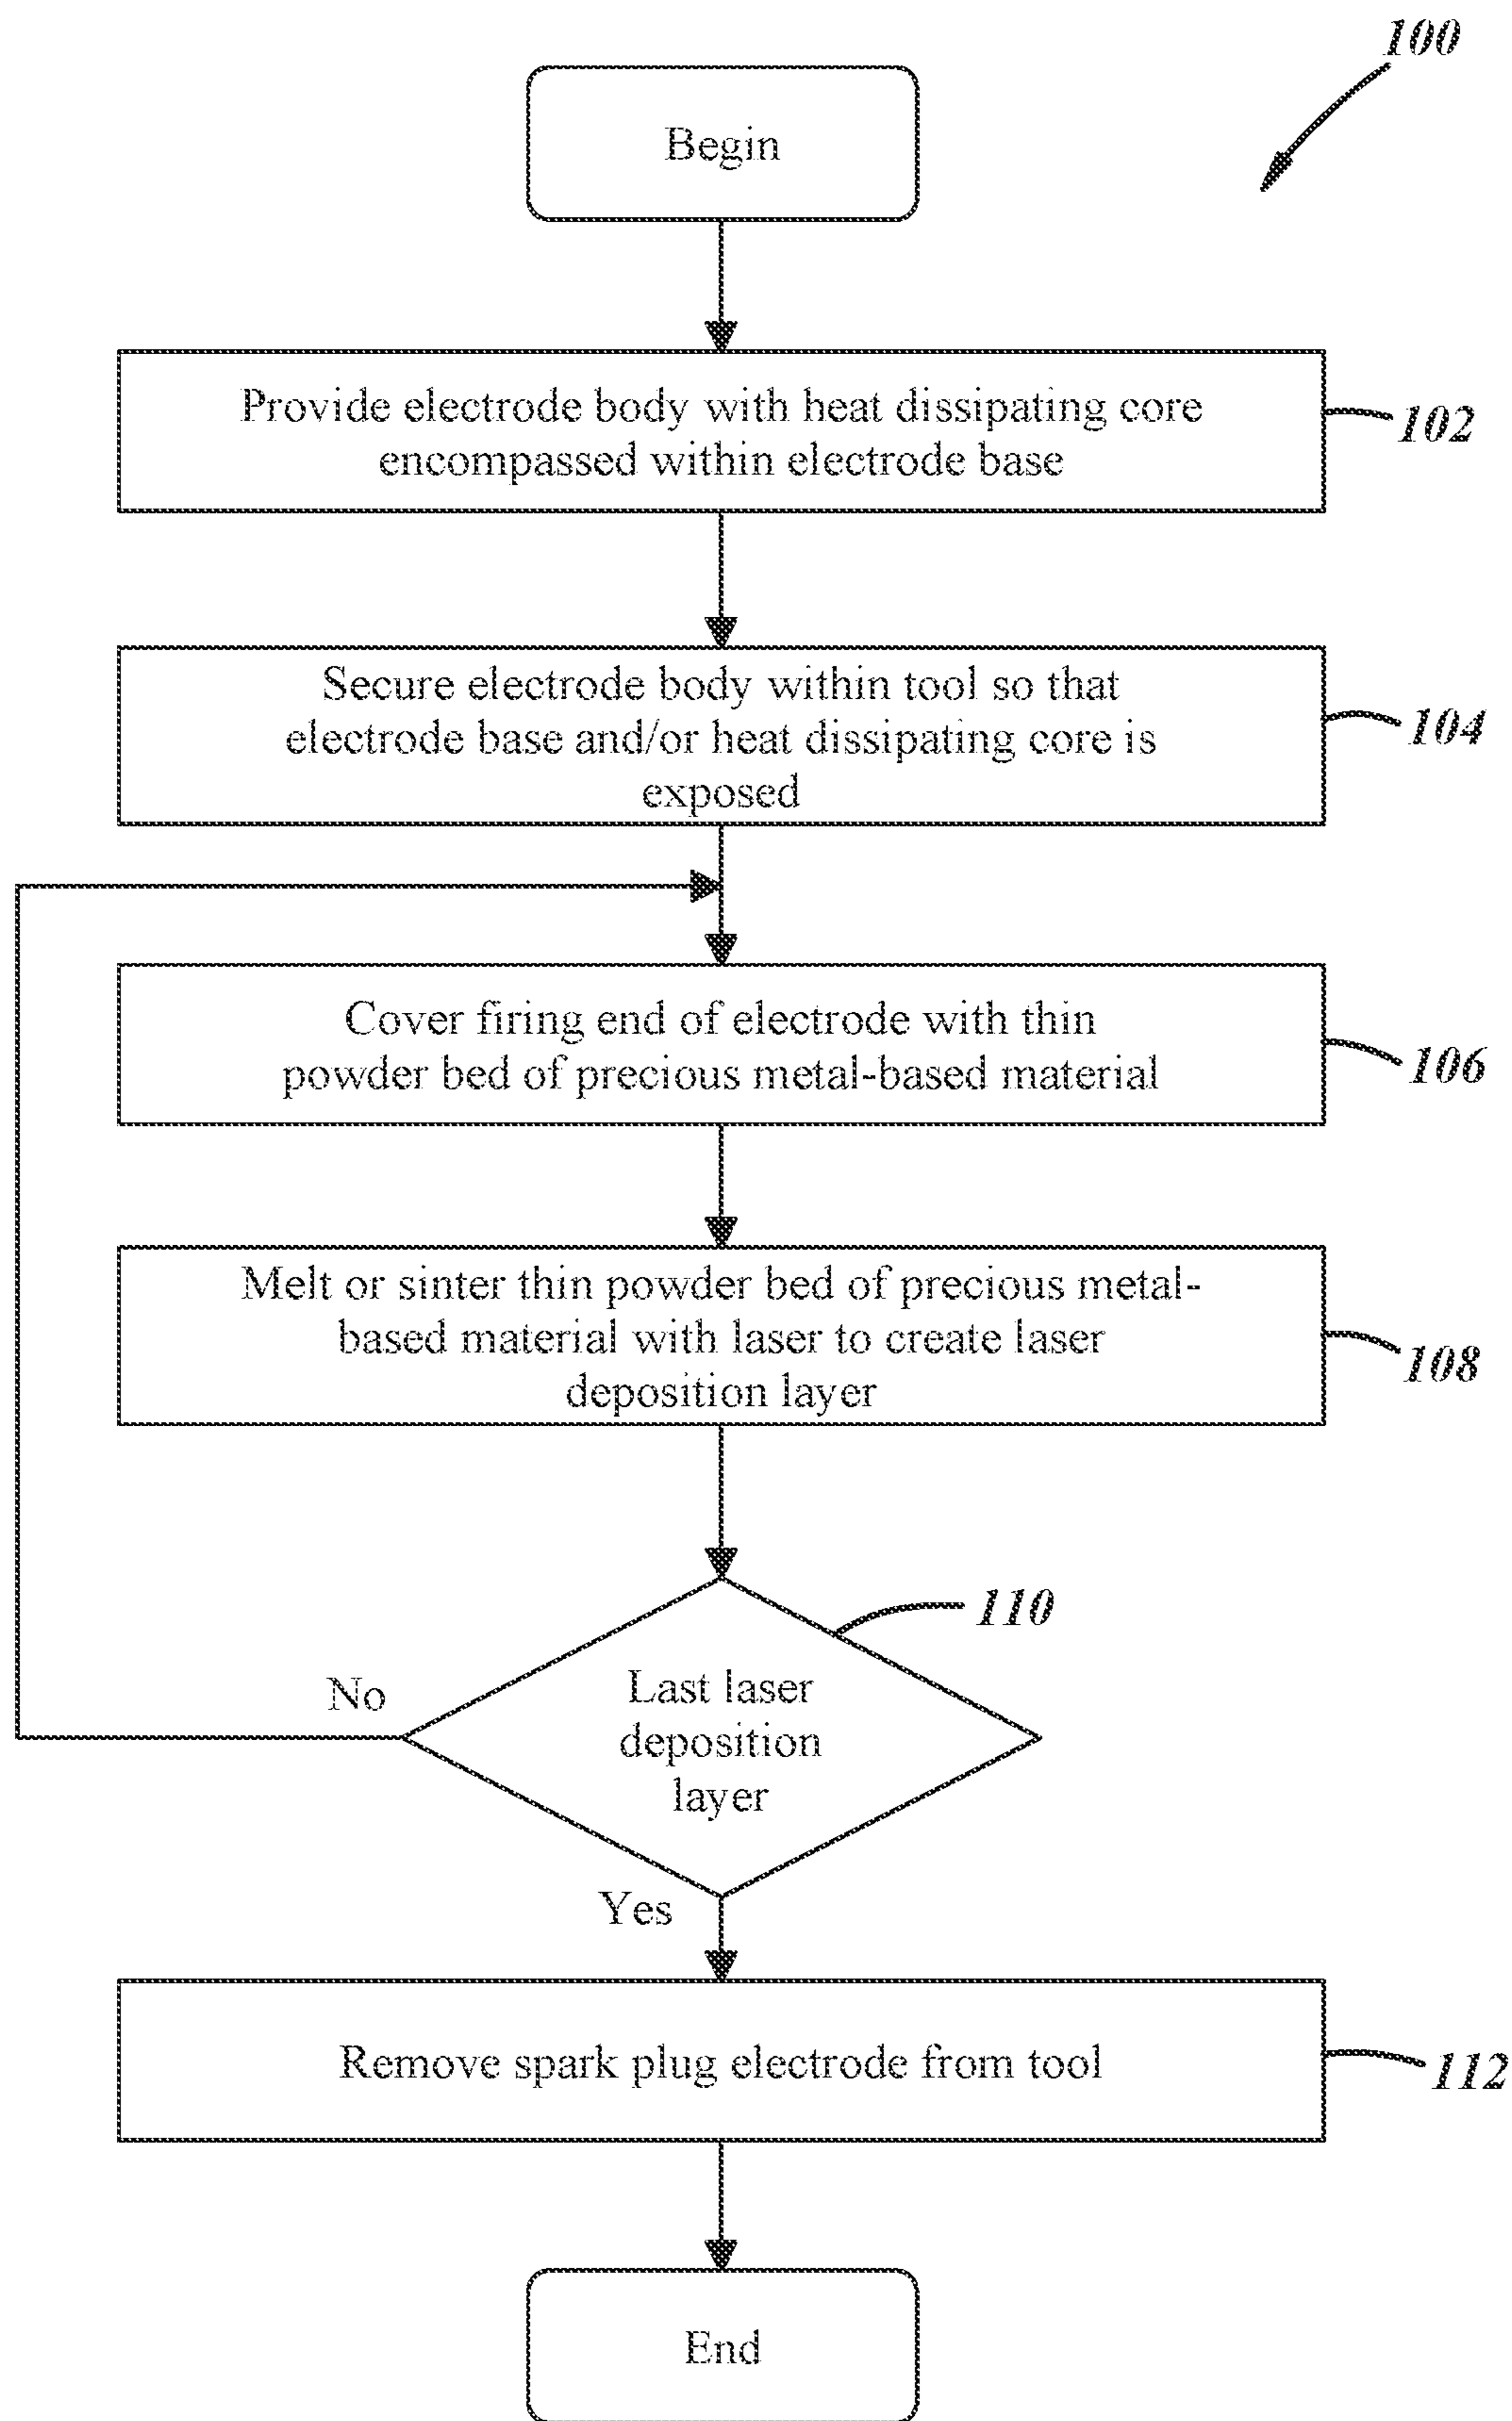 100
Begin
Provide electrode body with heat dissipating core
encompassed within electrode base
102
Secure electrode body within tool so that
electrode base and/or heat dissipating core is
exposed
104
Cover firing end of electrode with thin
powder bed of precious metal-based material
106
Melt or sinter thin powder bed of precious metal-
based material with laser to create laser
deposition layer
108
110
No
Last laser
deposition
layer
Yes
Remove spark plug electrode from tool
112
End